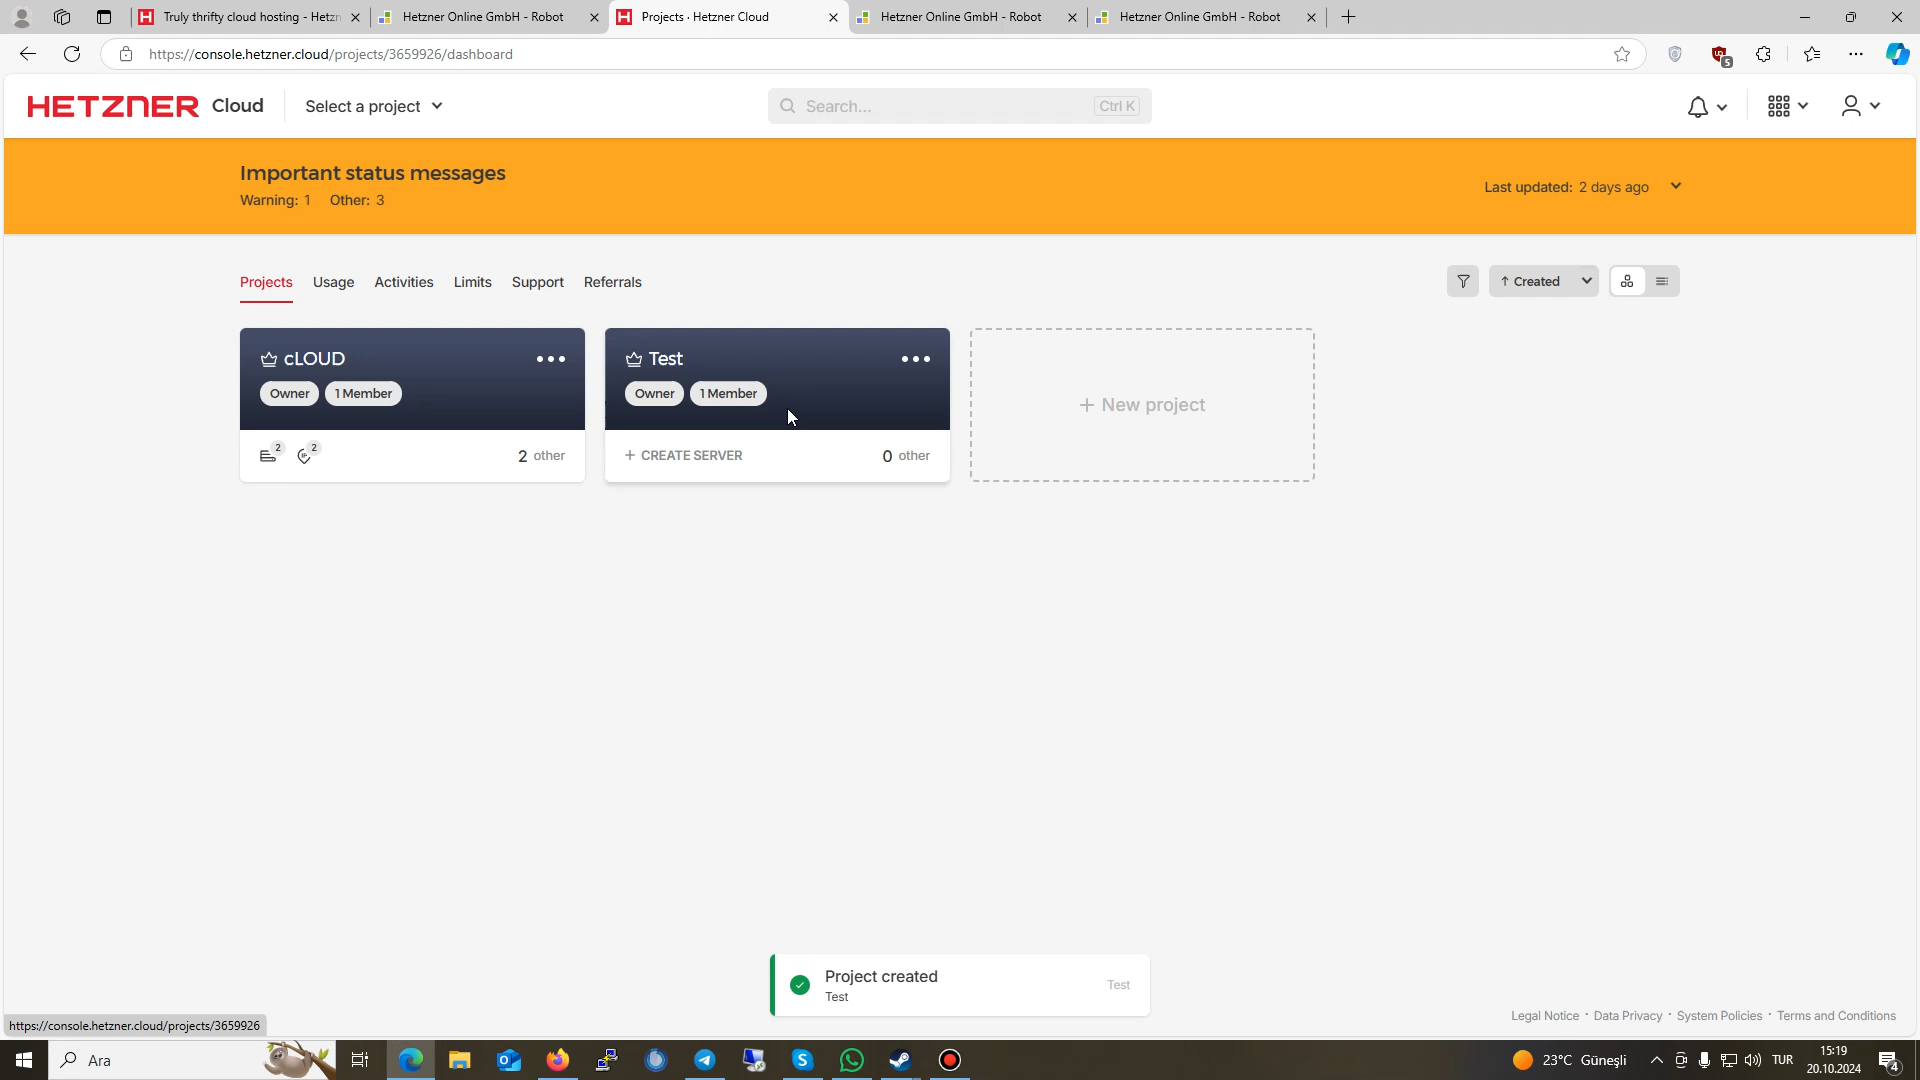 Truly thrifty cloud hosting - Hetzn
Hetzner Online GmbH - Robot
Projects · Hetzner Cloud
Hetzner Online GmbH - Robot
Hetzner Online GmbH - Robot
https://console.hetzner.cloud/projects/3659926/dashboard
5
HETZNER Cloud
Select a project
Search...
Ctrl K
Important status messages
Warning: 1 Other: 3
Last updated: 2 days ago
Projects
Usage
Activities
Limits
Support
Referrals
↑ Created
cLOUD
Owner
1 Member
2
2
2 other
Test
Owner
1 Member
+ CREATE SERVER
0 other
+ New project
Project created
Test
Test
https://console.hetzner.cloud/projects/3659926
Legal Notice · Data Privacy · System Policies · Terms and Conditions
Ara
23°C Güneşli
TUR
15:19
20.10.2024
4